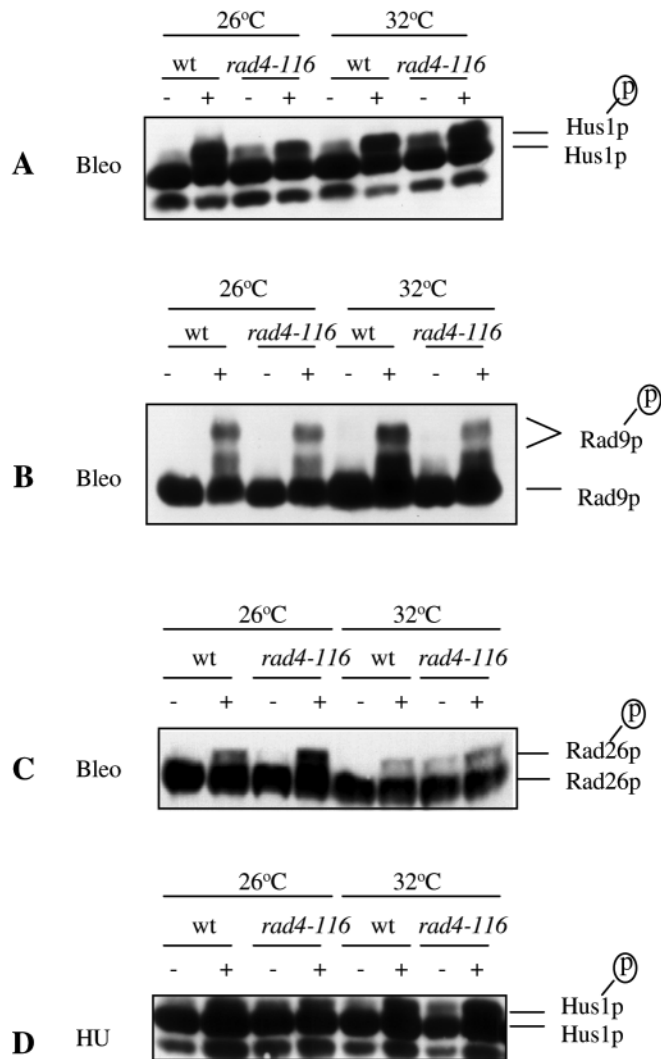 26°C 32°C
wt rad4-116 wt rad4-116
- + - + - + - +
p
Hus1p
Hus1p
A Bleo
26°C 32°C
wt rad4-116 wt rad4-116
- + - + - + - +
p
Rad9p
B Bleo
Rad9p
26°C 32°C
wt rad4-116 wt rad4-116
- + - + - + - +
p
Rad26p
C Bleo
Rad26p
26°C 32°C
wt rad4-116 wt rad4-116
- + - + - + - +
p
Hus1p
Hus1p
D HU